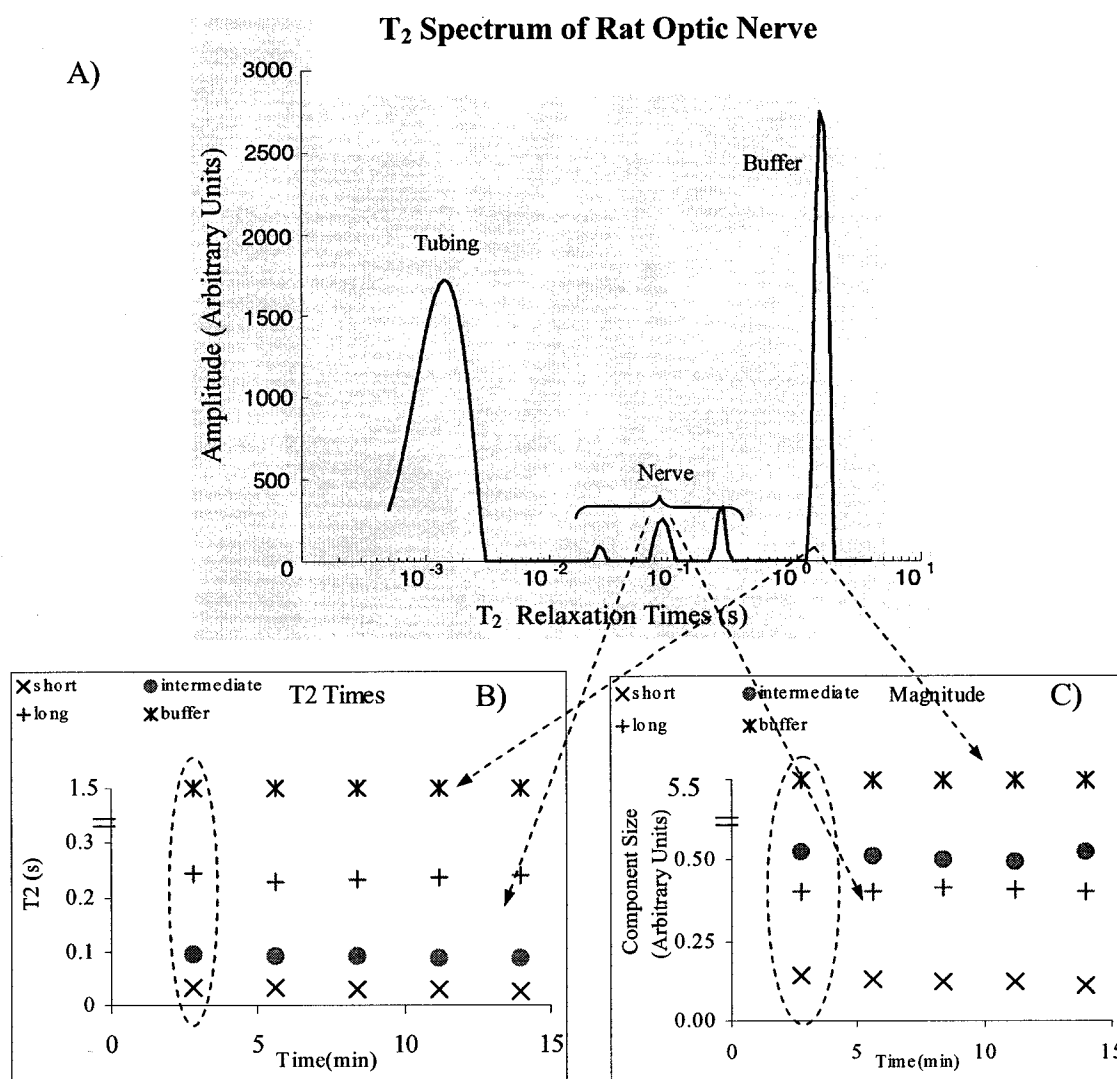 T₂ Spectrum of Rat Optic Nerve
A)
3000
2500
2000
1500
1000
500
0
Amplitude (Arbitrary Units)
Tubing
Nerve
Buffer
0 10⁻³ 10⁻² 10⁻¹ 10⁰ 10¹
T₂ Relaxation Times (s)
short intermediate
T2 Times
B)
long buffer
1.5
0.3
0.2
0.1
0
T2 (s)
0 5 10 15
Time(min)
short intermediate
Magnitude
C)
long buffer
5.5
0.50
0.25
0.00
Component Size
(Arbitrary Units)
0 5 10 15
Time(min)